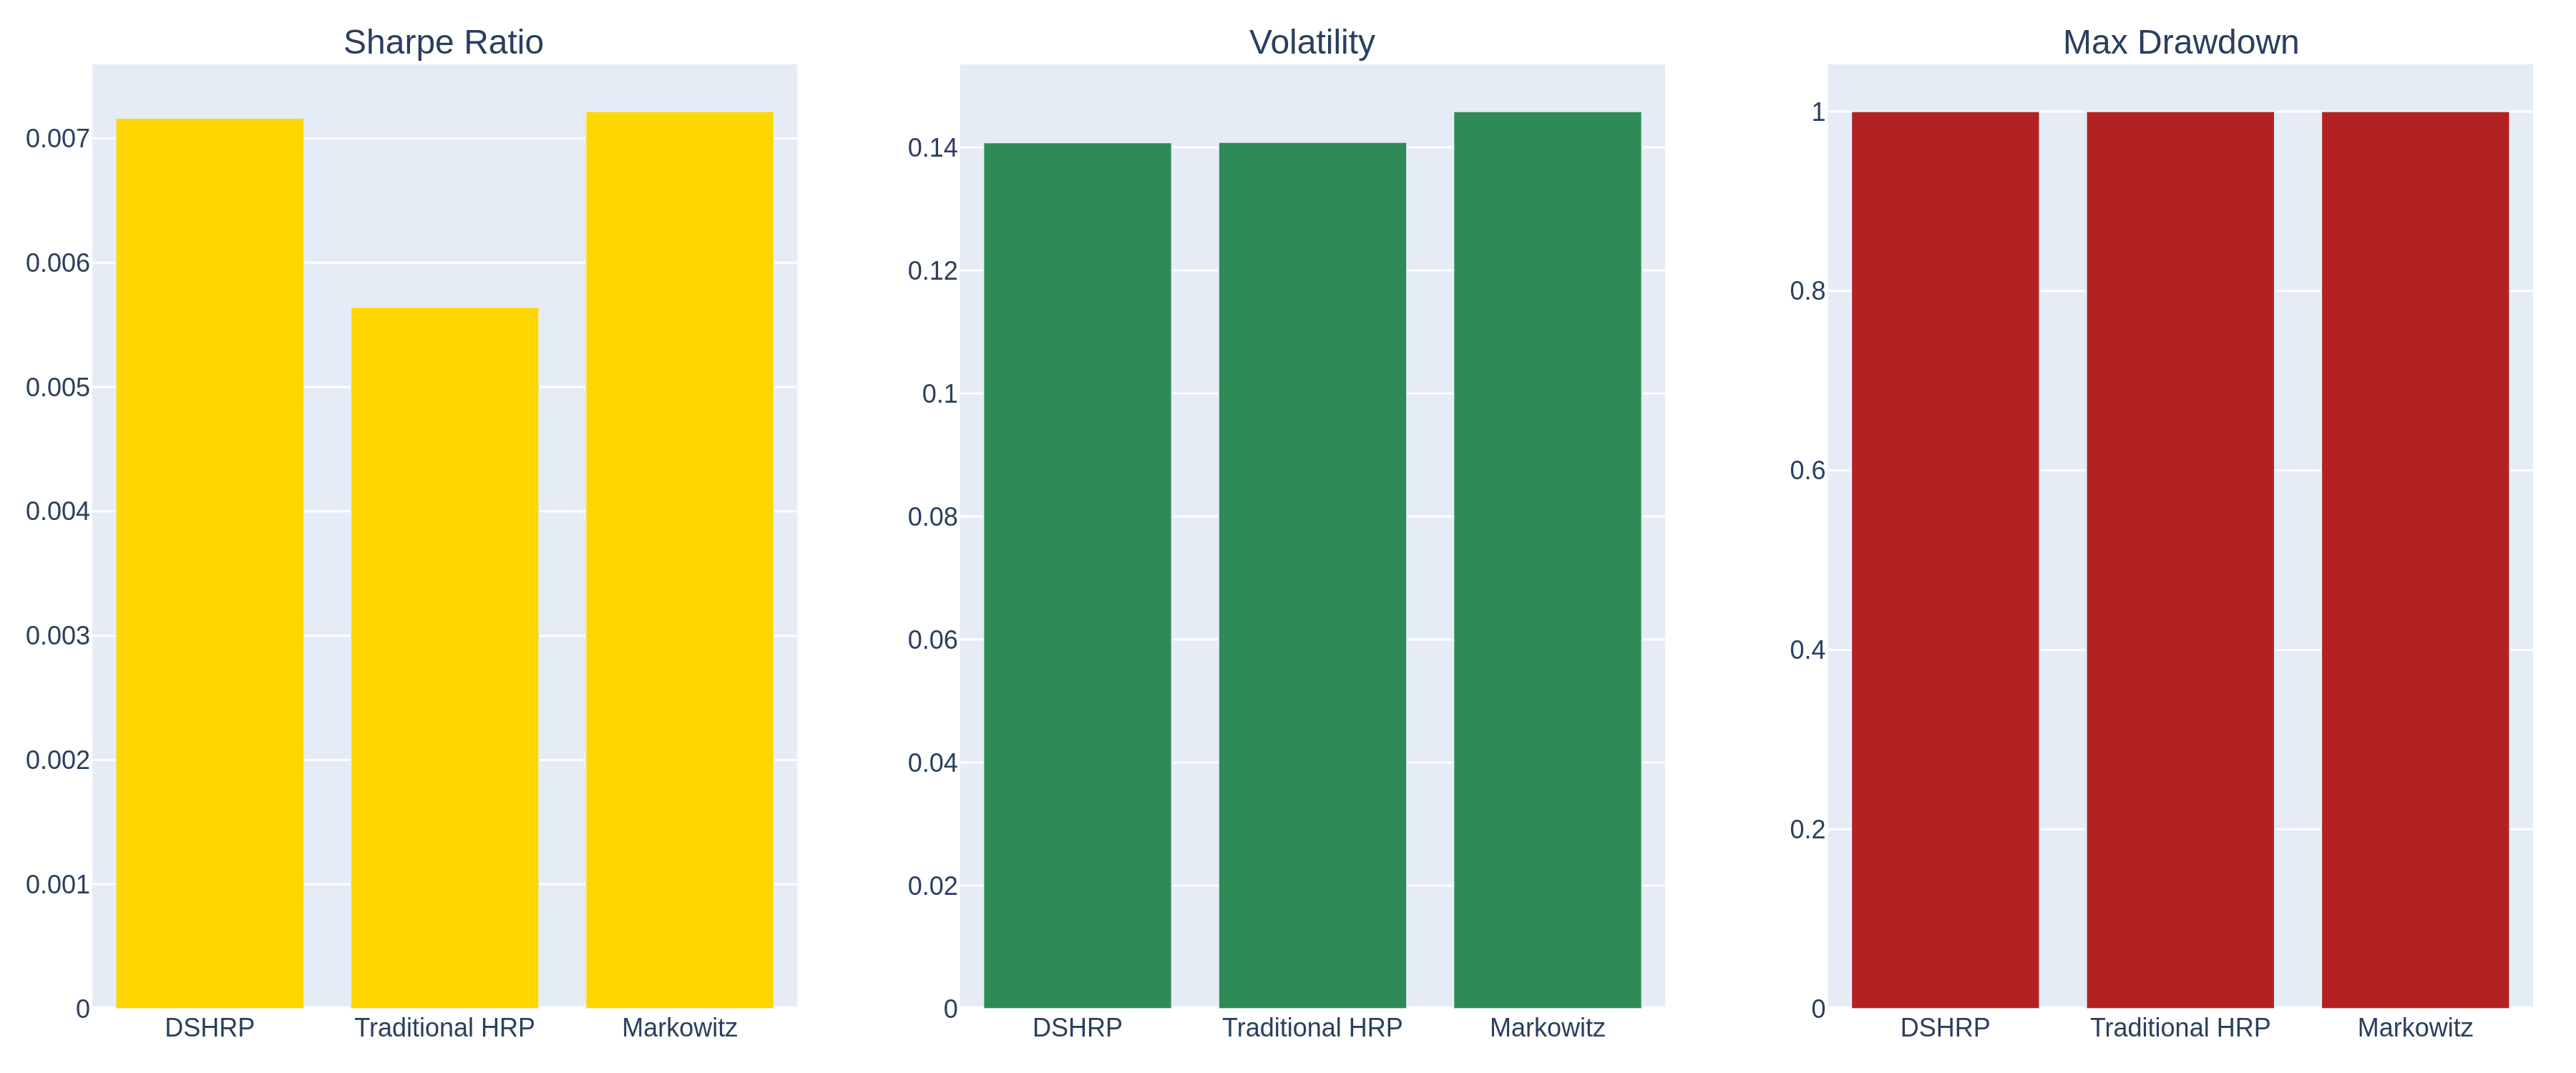 Sharpe Ratio
0.007
0.006
0.005
0.004
0.003
0.002
0.001
0
DSHRP
Traditional HRP
Markowitz
Volatility
0.14
0.12
0.1
0.08
0.06
0.04
0.02
0
DSHRP
Traditional HRP
Markowitz
Max Drawdown
1
0.8
0.6
0.4
0.2
0
DSHRP
Traditional HRP
Markowitz